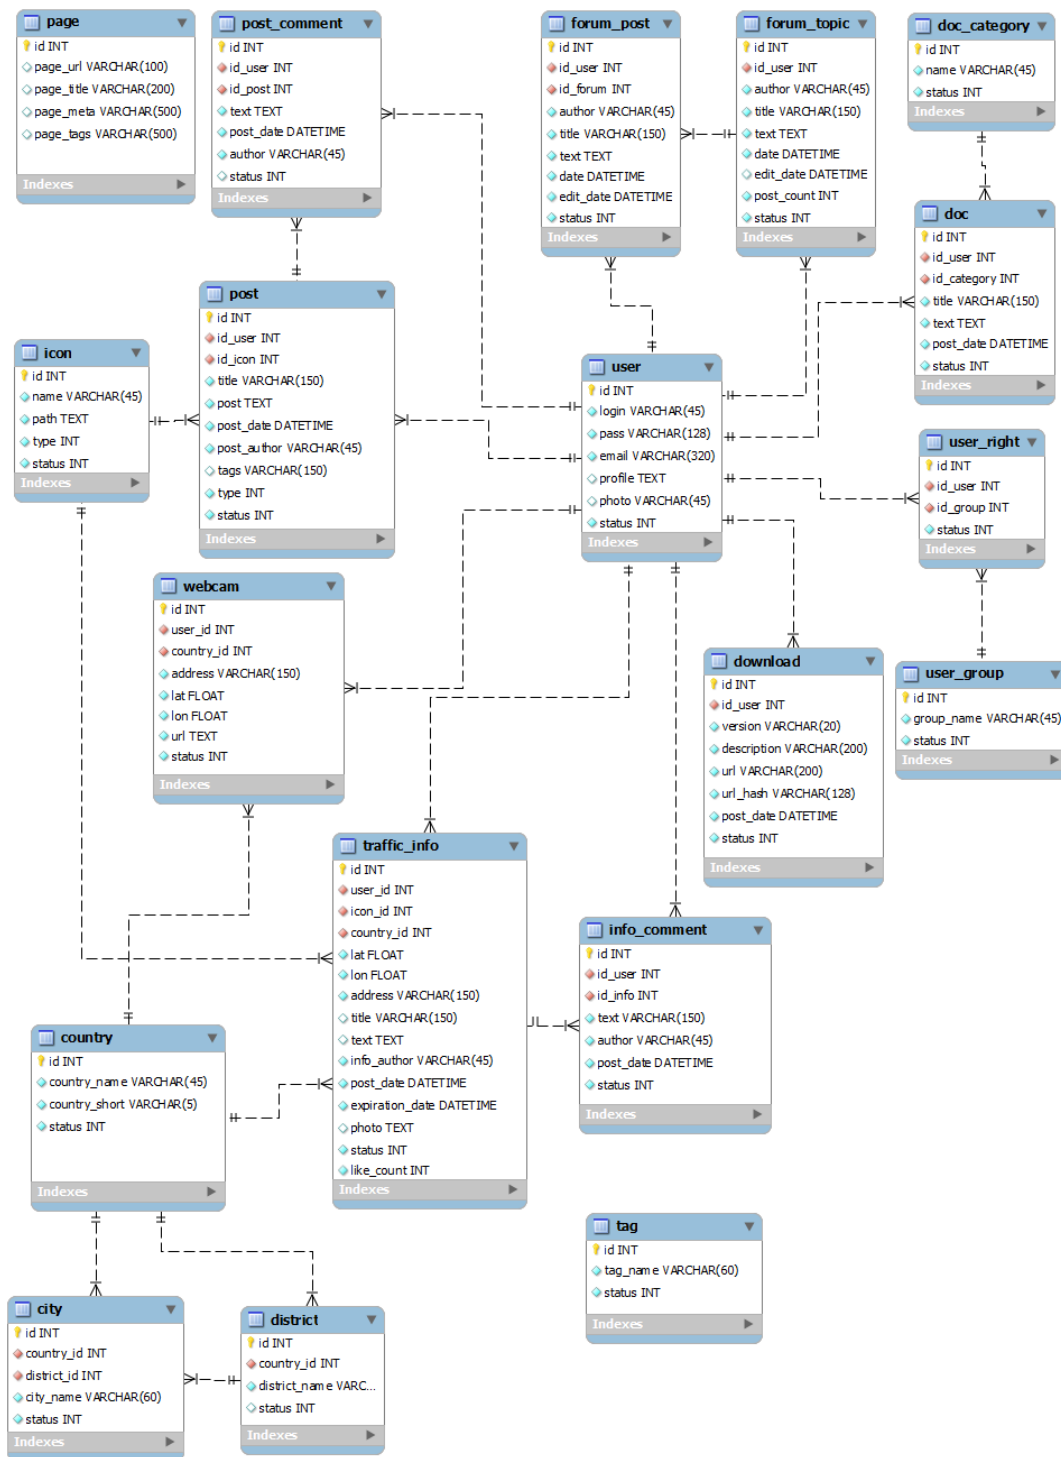 page
id INT
page_url VARCHAR(100)
page_title VARCHAR(200)
page_meta VARCHAR(500)
page_tags VARCHAR(500)
Indexes
post_comment
id INT
id_user INT
id_post INT
text TEXT
post_date DATETIME
author VARCHAR(45)
status INT
Indexes
forum_post
id INT
id_user INT
id_forum INT
author VARCHAR(45)
title VARCHAR(150)
text TEXT
date DATETIME
edit_date DATETIME
status INT
Indexes
forum_topic
id INT
id_user INT
author VARCHAR(45)
title VARCHAR(150)
text TEXT
date DATETIME
edit_date DATETIME
post_count INT
status INT
Indexes
doc_category
id INT
name VARCHAR(45)
status INT
Indexes
doc
id INT
id_user INT
id_category INT
title VARCHAR(150)
text TEXT
post_date DATETIME
status INT
Indexes
post
id INT
id_user INT
id_icon INT
title VARCHAR(150)
post TEXT
post_date DATETIME
post_author VARCHAR(45)
tags VARCHAR(150)
type INT
status INT
Indexes
icon
id INT
name VARCHAR(45)
path TEXT
type INT
status INT
Indexes
user
id INT
login VARCHAR(45)
pass VARCHAR(128)
email VARCHAR(320)
profile TEXT
photo VARCHAR(45)
status INT
Indexes
user_right
id INT
id_user INT
id_group INT
status INT
Indexes
webcam
id INT
user_id INT
country_id INT
address VARCHAR(150)
lat FLOAT
lon FLOAT
url TEXT
status INT
Indexes
download
id INT
id_user INT
version VARCHAR(20)
description VARCHAR(200)
url VARCHAR(200)
url_hash VARCHAR(128)
post_date DATETIME
status INT
Indexes
user_group
id INT
group_name VARCHAR(45)
status INT
Indexes
traffic_info
id INT
user_id INT
icon_id INT
country_id INT
lat FLOAT
lon FLOAT
address VARCHAR(150)
title VARCHAR(150)
text TEXT
info_author VARCHAR(45)
post_date DATETIME
expiration_date DATETIME
photo TEXT
status INT
like_count INT
Indexes
info_comment
id INT
id_user INT
id_info INT
text VARCHAR(150)
author VARCHAR(45)
post_date DATETIME
status INT
Indexes
country
id INT
country_name VARCHAR(45)
country_short VARCHAR(5)
status INT
Indexes
tag
id INT
tag_name VARCHAR(60)
status INT
Indexes
city
id INT
country_id INT
district_id INT
city_name VARCHAR(60)
status INT
Indexes
district
id INT
country_id INT
district_name VARC...
status INT
Indexes